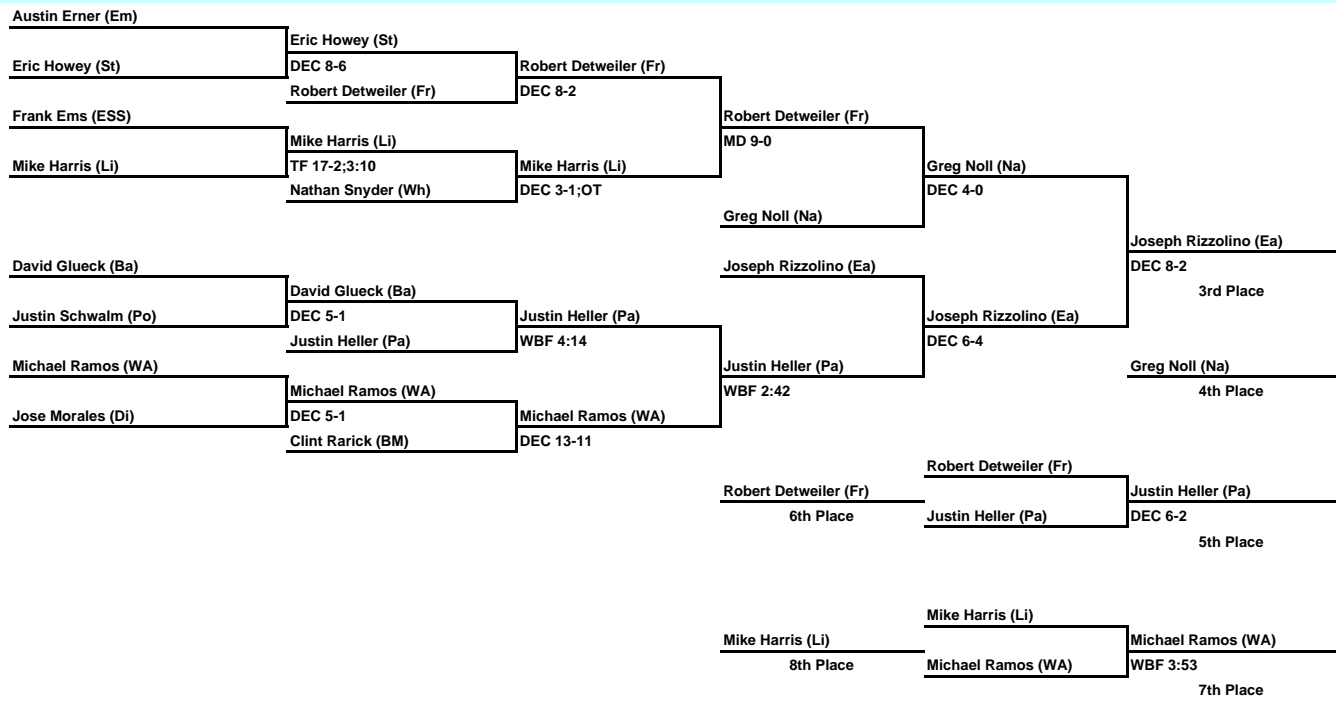 Austin Erner (Em)
Eric Howey (St)
Eric Howey (St)
DEC 8-6
Robert Detweiler (Fr)
Robert Detweiler (Fr)
DEC 8-2
Frank Ems (ESS)
Robert Detweiler (Fr)
Mike Harris (Li)
MD 9-0
Mike Harris (Li)
TF 17-2;3:10
Mike Harris (Li)
Greg Noll (Na)
Nathan Snyder (Wh)
DEC 3-1;OT
DEC 4-0
Greg Noll (Na)
Joseph Rizzolino (Ea)
David Glueck (Ba)
Joseph Rizzolino (Ea)
DEC 8-2
David Glueck (Ba)
3rd Place
Justin Schwalm (Po)
DEC 5-1
Justin Heller (Pa)
Joseph Rizzolino (Ea)
Justin Heller (Pa)
WBF 4:14
DEC 6-4
Michael Ramos (WA)
Justin Heller (Pa)
Greg Noll (Na)
Michael Ramos (WA)
WBF 2:42
4th Place
Jose Morales (Di)
DEC 5-1
Michael Ramos (WA)
Clint Rarick (BM)
DEC 13-11
Robert Detweiler (Fr)
Robert Detweiler (Fr)
Justin Heller (Pa)
6th Place
Justin Heller (Pa)
DEC 6-2
5th Place
Mike Harris (Li)
Mike Harris (Li)
Michael Ramos (WA)
8th Place
Michael Ramos (WA)
WBF 3:53
7th Place